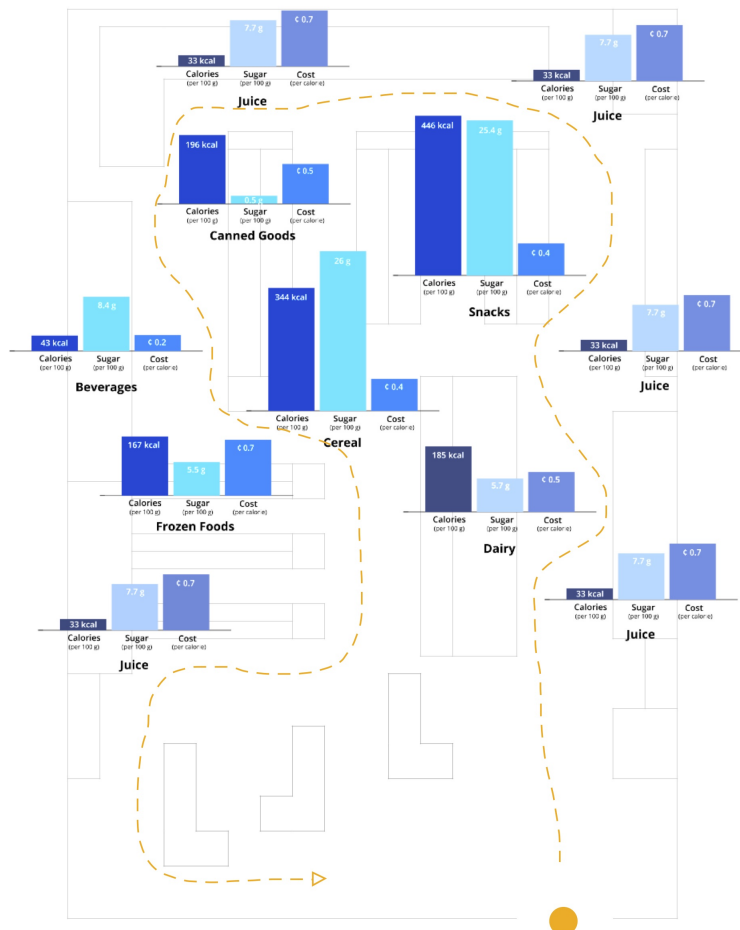 33 kcal 7.7 g ¢ 0.7
Calories Sugar Cost
(per 100 g) (per 100 g) (per calorie)
Juice
33 kcal 7.7 g ¢ 0.7
Calories Sugar Cost
(per 100 g) (per 100 g) (per calorie)
Juice
196 kcal 0.5 g ¢ 0.5
Calories Sugar Cost
(per 100 g) (per 100 g) (per calorie)
Canned Goods
446 kcal 25.4 g ¢ 0.4
Calories Sugar Cost
(per 100 g) (per 100 g) (per calorie)
Snacks
43 kcal 8.4 g ¢ 0.2
Calories Sugar Cost
(per 100 g) (per 100 g) (per calorie)
Beverages
344 kcal 26 g ¢ 0.4
Calories Sugar Cost
(per 100 g) (per 100 g) (per calorie)
Cereal
33 kcal 7.7 g ¢ 0.7
Calories Sugar Cost
(per 100 g) (per 100 g) (per calorie)
Juice
167 kcal 5.5 g ¢ 0.7
Calories Sugar Cost
(per 100 g) (per 100 g) (per calorie)
Frozen Foods
185 kcal 5.7 g ¢ 0.5
Calories Sugar Cost
(per 100 g) (per 100 g) (per calorie)
Dairy
33 kcal 7.7 g ¢ 0.7
Calories Sugar Cost
(per 100 g) (per 100 g) (per calorie)
Juice
33 kcal 7.7 g ¢ 0.7
Calories Sugar Cost
(per 100 g) (per 100 g) (per calorie)
Juice